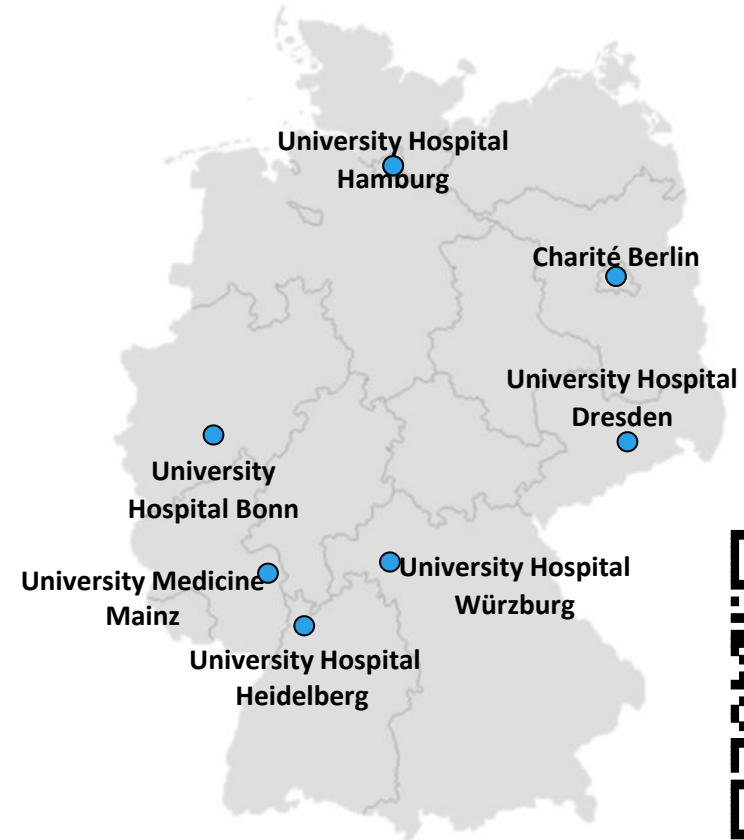 University Hospital
Hamburg
Charité Berlin
University Hospital
Dresden
University
Hospital Bonn
University Hospital
Würzburg
University Medicine
Mainz
University Hospital
Heidelberg